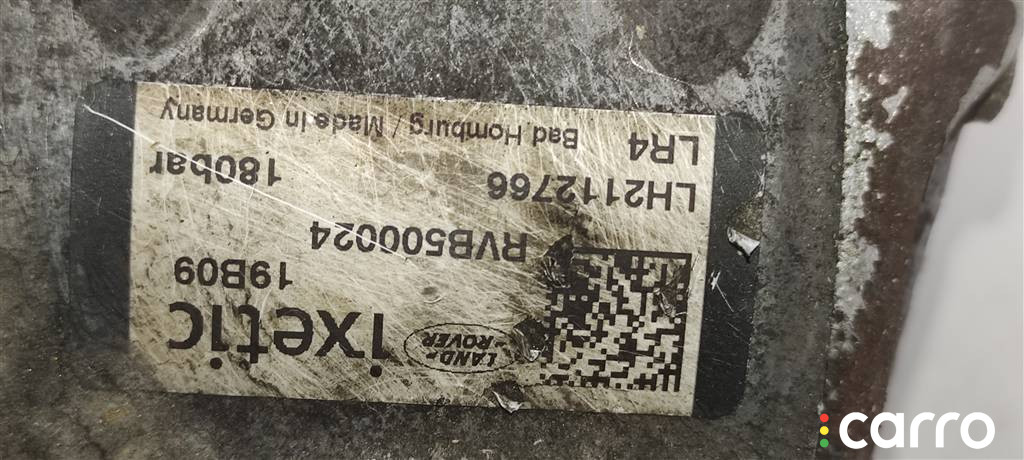 LAND-
ROVER
ixetic
19B09
RVB500024
LH2112766
180bar
LR4
Bad Homburg / Made in Germany
carro